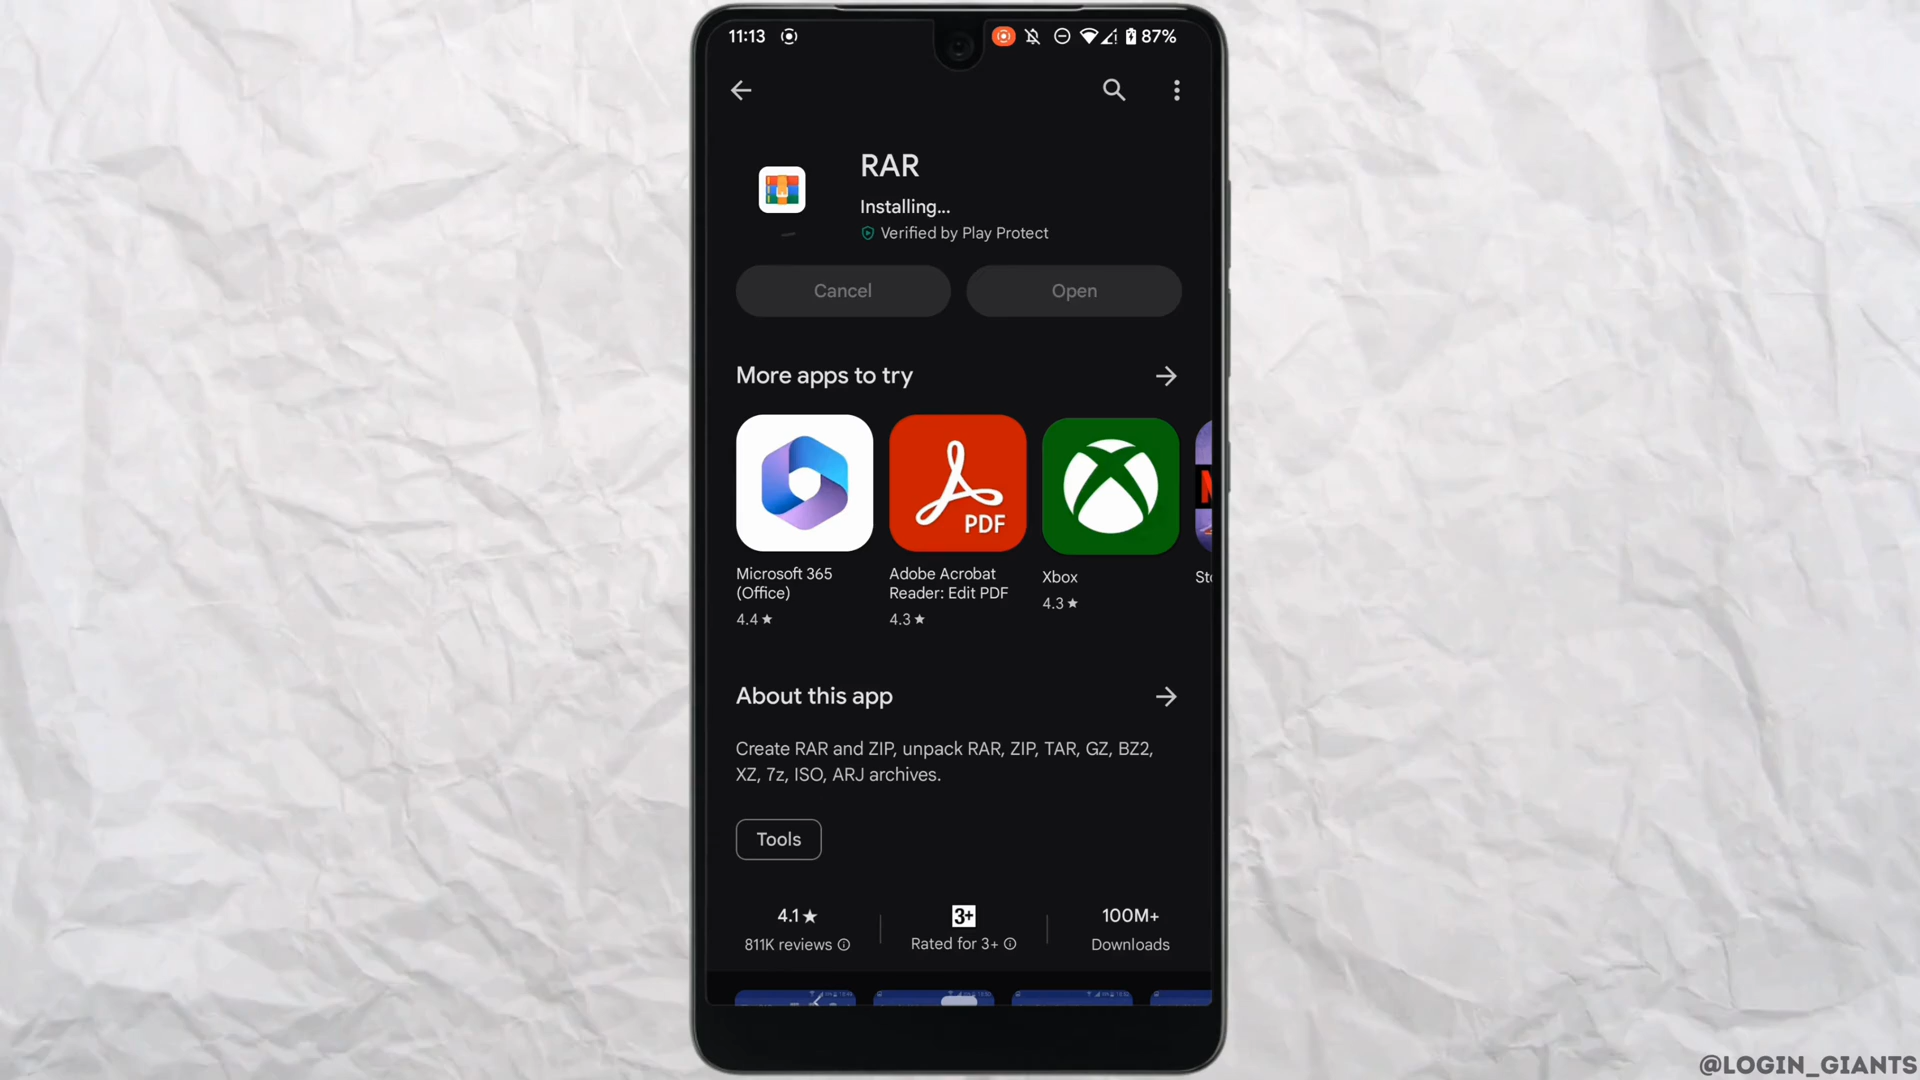 11:13
87%
RAR
Installing...
Verified by Play Protect
Cancel
Open
More apps to try
PDF
Microsoft 365
(Office)
4.4★
Adobe Acrobat
Reader: Edit PDF
4.3★
Xbox
4.3★
About this app
Create RAR and ZIP, unpack RAR, ZIP, TAR, GZ, BZ2,
XZ, 7z, ISO, ARJ archives.
Tools
4.1★
811K reviews
3+
Rated for 3+
100M+
Downloads
@LOGIN_GIANTS